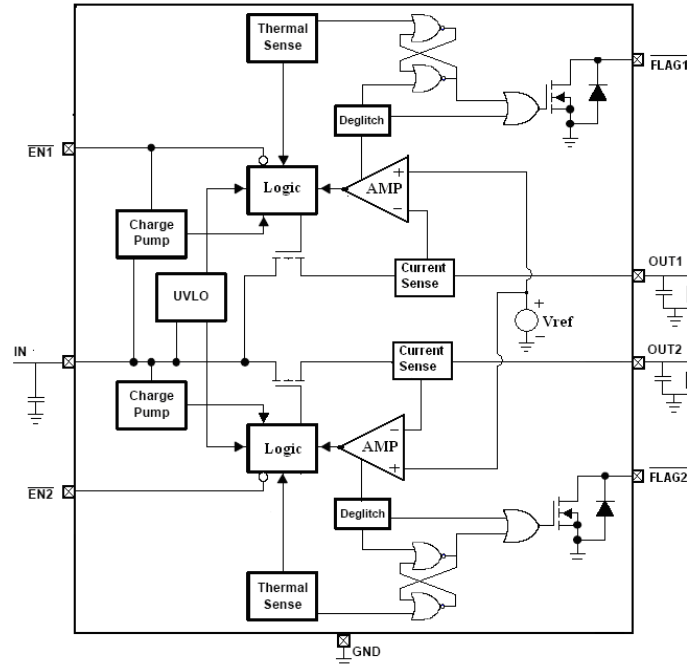 Thermal
Sense
FLAG1
Deglitch
EN1
Logic
+
AMP
−
Charge
Pump
Current
Sense
OUT1
UVLO
+
Vref
−
IN
Current
Sense
OUT2
Charge
Pump
−
Logic
AMP
+
EN2
FLAG2
Deglitch
Thermal
Sense
GND